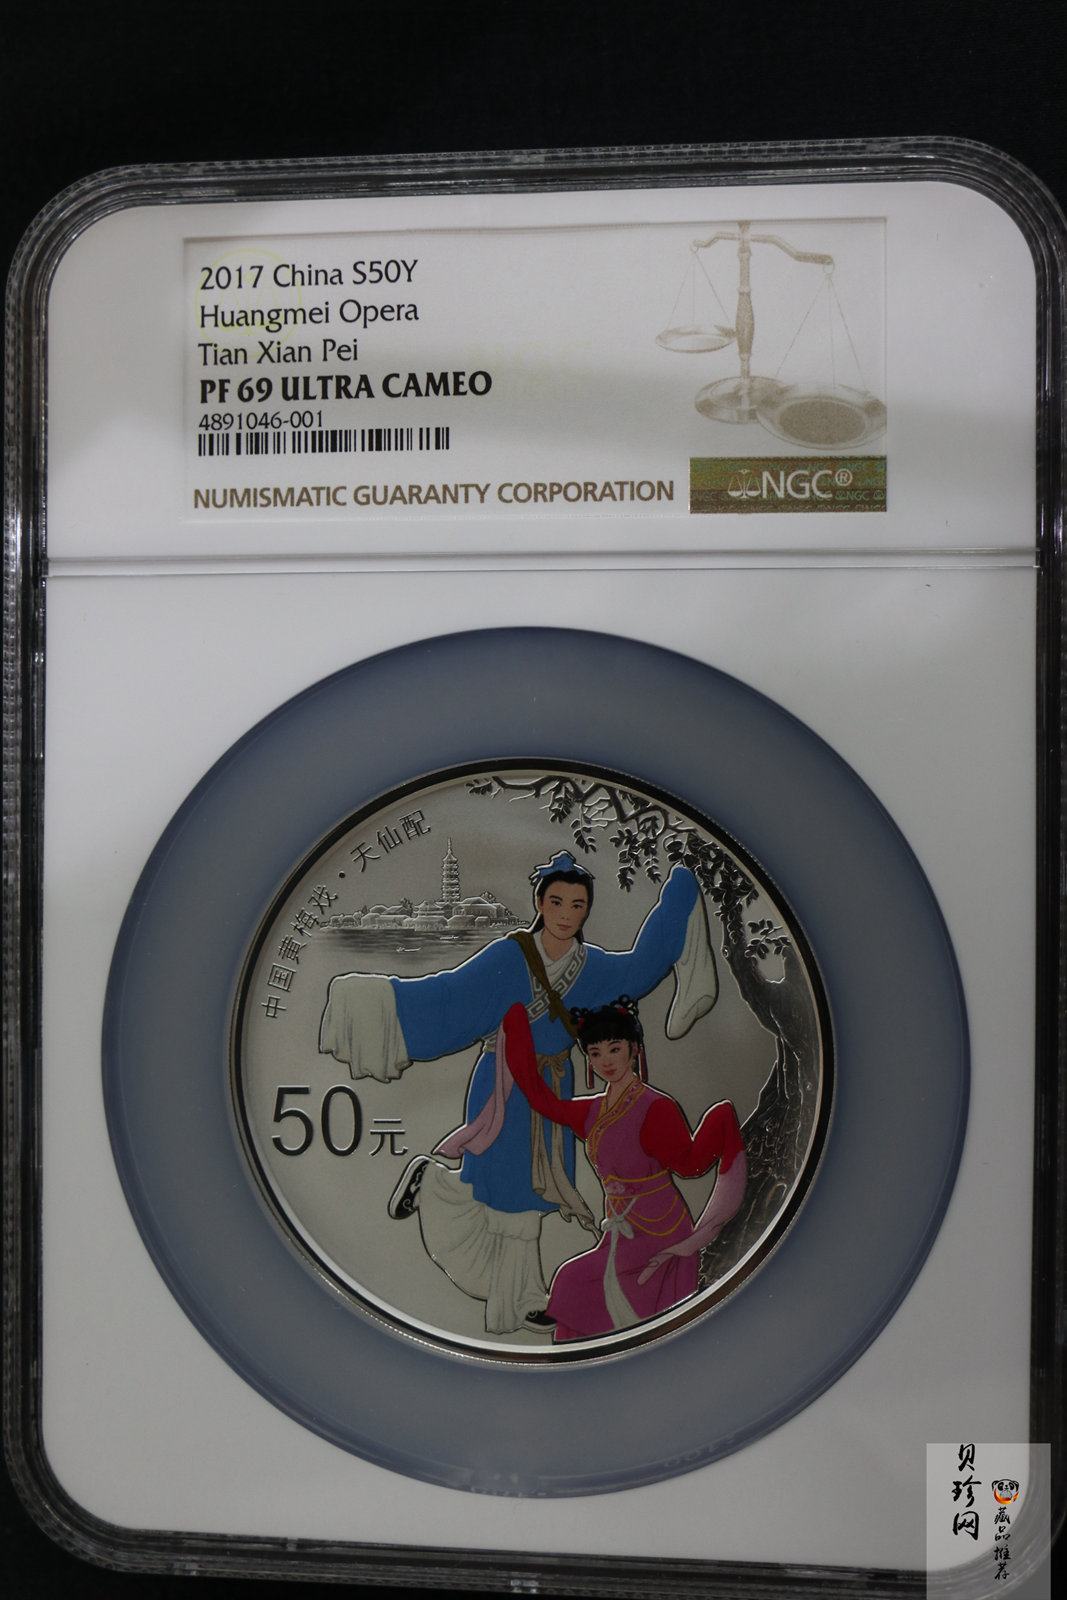 2017 China S50Y
Huangmei Opera
Tian Xian Pei
PF 69 ULTRA CAMEO
4891046-001
NUMISMATIC GUARANTY CORPORATION
NGC®
中国黄梅戏·天仙配
50元
贝珍网
藏品推荐